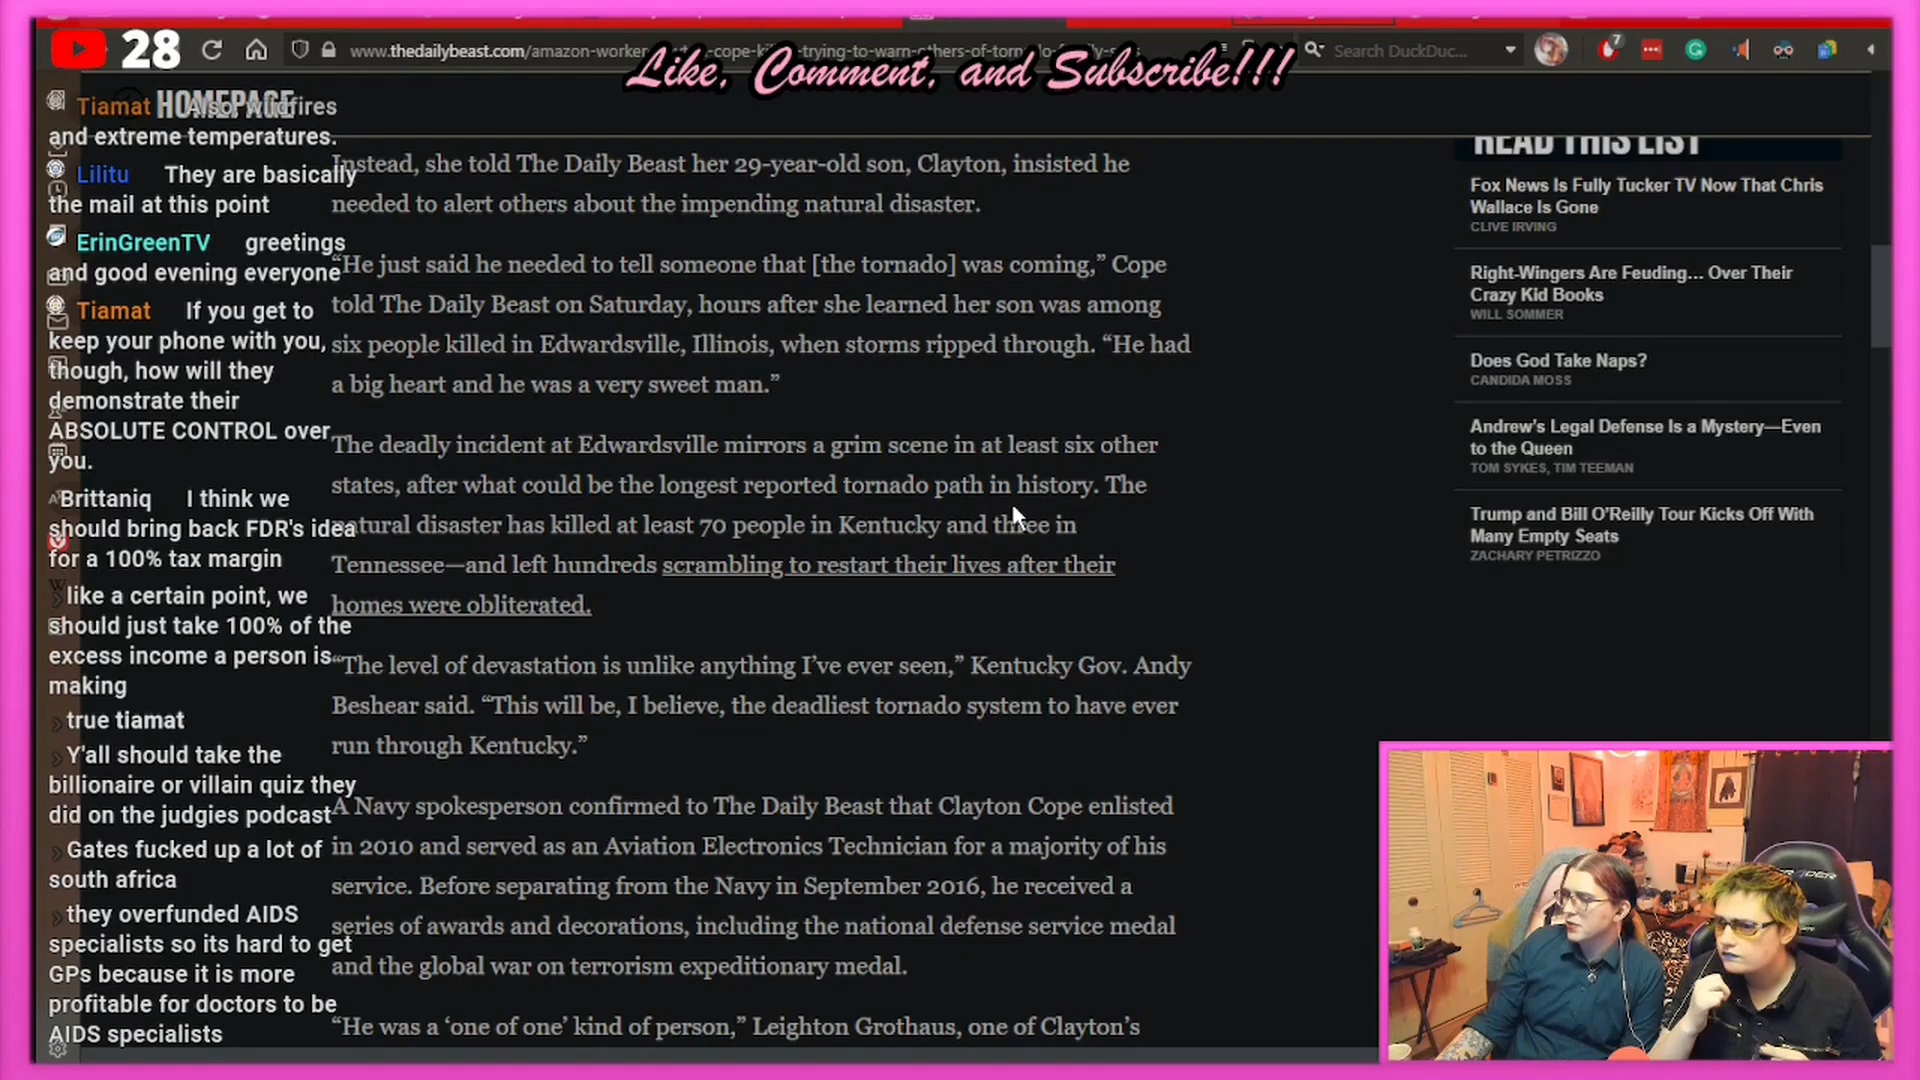 28
www.thedailybeast.com/amazon-worker
Search DuckDuc...
7
Like, Comment, and Subscribe!!!
HOMEPAGE
Tiamat Also, wildfires
and extreme temperatures.
Lilitu They are basically
the mail at this point
ErinGreenTV greetings
and good evening everyone
Tiamat If you get to
keep your phone with you,
though, how will they
demonstrate their
ABSOLUTE CONTROL over
you.
Brittaniq I think we
should bring back FDR's idea
for a 100% tax margin
like a certain point, we
should just take 100% of the
excess income a person is
making
true tiamat
Y'all should take the
billionaire or villain quiz they
did on the judgies podcast
Gates fucked up a lot of
south africa
they overfunded AIDS
specialists so its hard to get
GPs because it is more
profitable for doctors to be
AIDS specialists
Instead, she told The Daily Beast her 29-year-old son, Clayton, insisted he
needed to alert others about the impending natural disaster.
“He just said he needed to tell someone that [the tornado] was coming,” Cope
told The Daily Beast on Saturday, hours after she learned her son was among
six people killed in Edwardsville, Illinois, when storms ripped through. “He had
a big heart and he was a very sweet man.”
The deadly incident at Edwardsville mirrors a grim scene in at least six other
states, after what could be the longest reported tornado path in history. The
natural disaster has killed at least 70 people in Kentucky and three in
Tennessee—and left hundreds scrambling to restart their lives after their
homes were obliterated.
“The level of devastation is unlike anything I’ve ever seen,” Kentucky Gov. Andy
Beshear said. “This will be, I believe, the deadliest tornado system to have ever
run through Kentucky.”
A Navy spokesperson confirmed to The Daily Beast that Clayton Cope enlisted
in 2010 and served as an Aviation Electronics Technician for a majority of his
service. Before separating from the Navy in September 2016, he received a
series of awards and decorations, including the national defense service medal
and the global war on terrorism expeditionary medal.
“He was a ‘one of one’ kind of person,” Leighton Grothaus, one of Clayton’s
READ THIS LIST
Fox News Is Fully Tucker TV Now That Chris
Wallace Is Gone
CLIVE IRVING
Right-Wingers Are Feuding... Over Their
Crazy Kid Books
WILL SOMMER
Does God Take Naps?
CANDIDA MOSS
Andrew’s Legal Defense Is a Mystery—Even
to the Queen
TOM SYKES, TIM TEEMAN
Trump and Bill O’Reilly Tour Kicks Off With
Many Empty Seats
ZACHARY PETRIZZO